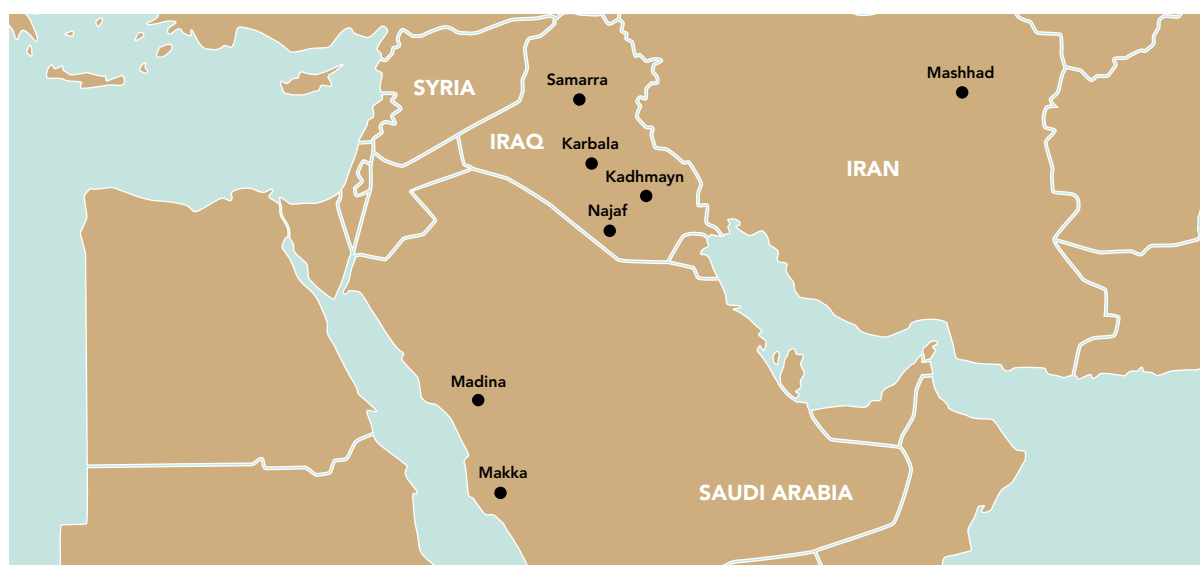 Mashhad
Samarra
SYRIA
IRAQ
Karbala
IRAN
Kadhmayn
Najaf
Madina
Makka
SAUDI ARABIA